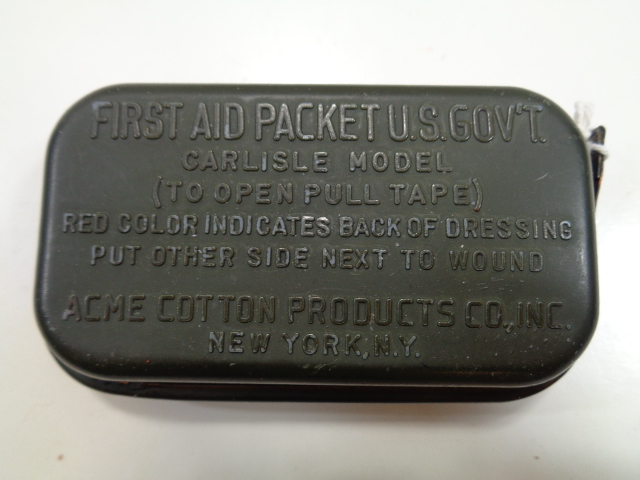 FIRST AID PACKET U.S. GOV'T.
CARLISLE MODEL
(TO OPEN PULL TAPE)
RED COLOR INDICATES BACK OF DRESSING
PUT OTHER SIDE NEXT TO WOUND
ACME COTTON PRODUCTS CO., INC.
NEW YORK, N.Y.